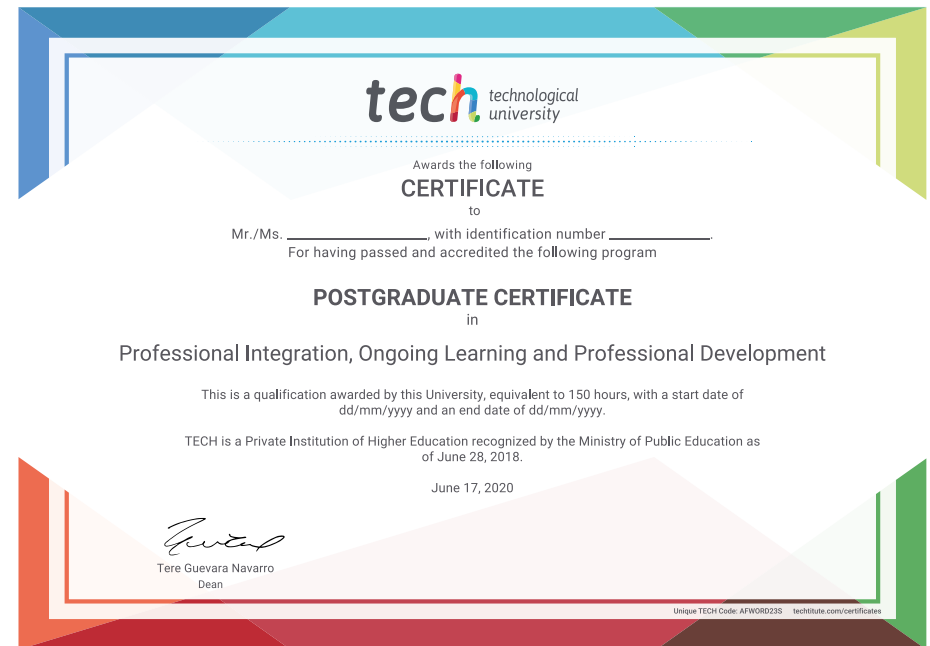 tech technological
university
Awards the following
CERTIFICATE
to
Mr./Ms. ____________________, with identification number ______________.
For having passed and accredited the following program
POSTGRADUATE CERTIFICATE
in
Professional Integration, Ongoing Learning and Professional Development
This is a qualification awarded by this University, equivalent to 150 hours, with a start date of
dd/mm/yyyy and an end date of dd/mm/yyyy.
TECH is a Private Institution of Higher Education recognized by the Ministry of Public Education as
of June 28, 2018.
June 17, 2020
Tere Guevara Navarro
Dean
Unique TECH Code: AFWORD23S techtitute.com/certificates